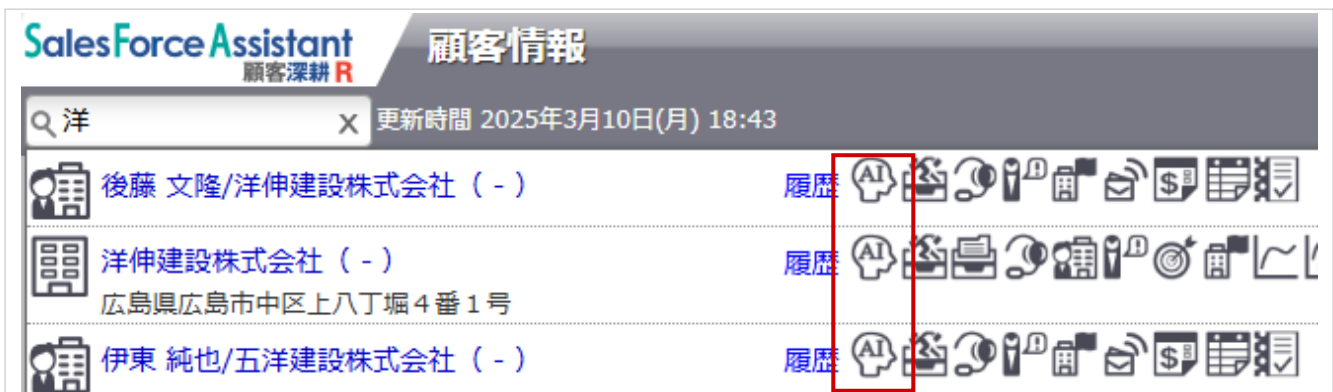 SalesForce Assistant
顧客深耕 R
顧客情報
洋 X 更新時間 2025年3月10日(月) 18:43
後藤 文隆/洋伸建設株式会社（ - ） 履歴 AI
洋伸建設株式会社（ - ） 履歴 AI
広島県広島市中区上八丁堀４番１号
伊東 純也/五洋建設株式会社（ - ） 履歴 AI